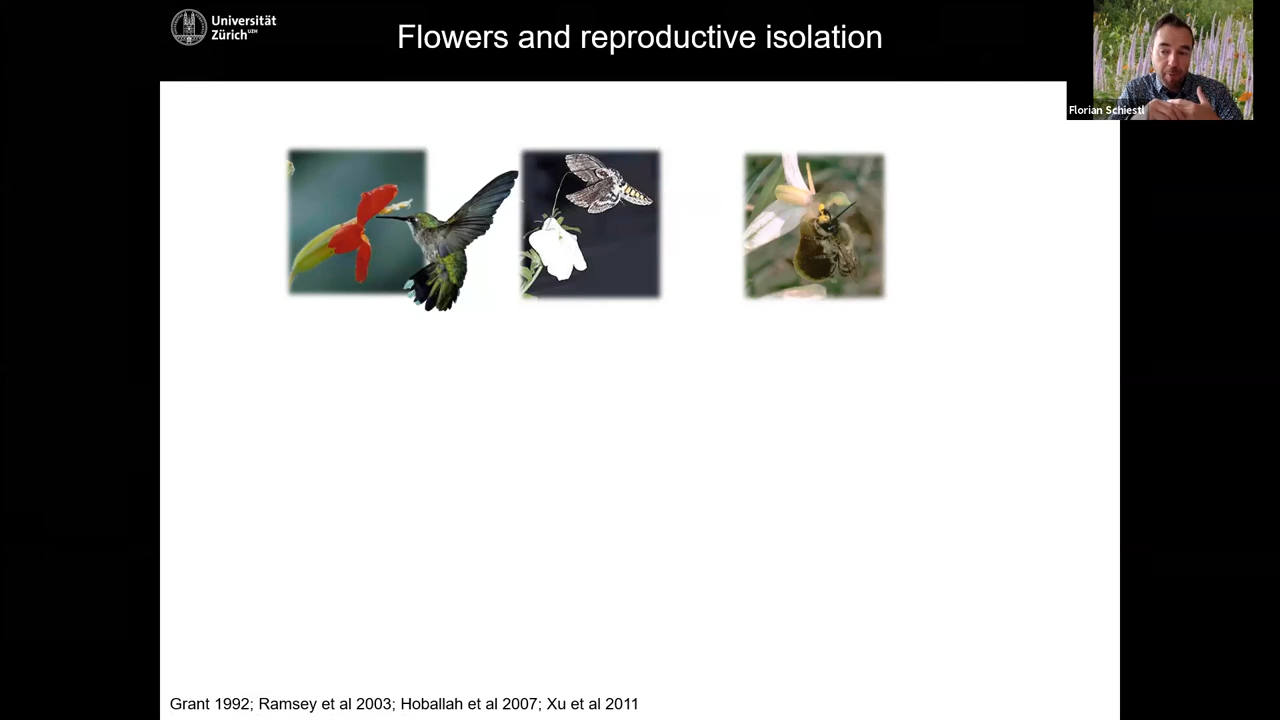 Universität
Zürich UZH
Flowers and reproductive isolation
Florian Schiestl
Grant 1992; Ramsey et al 2003; Hoballah et al 2007; Xu et al 2011